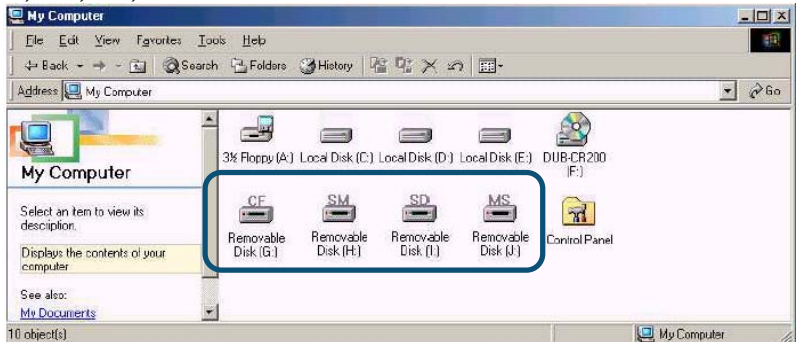 My Computer
File Edit View Favorites Tools Help
Back Search Folders History
Address My Computer Go
3½ Floppy (A:) Local Disk (C:) Local Disk (D:) Local Disk (E:) DUB-CR200 (F:)
My Computer
CF SM SD MS
Removable Disk (G:) Removable Disk (H:) Removable Disk (I:) Removable Disk (J:) Control Panel
Select an item to view its
description.
Displays the contents of your
computer
See also:
My Documents
10 object(s) My Computer